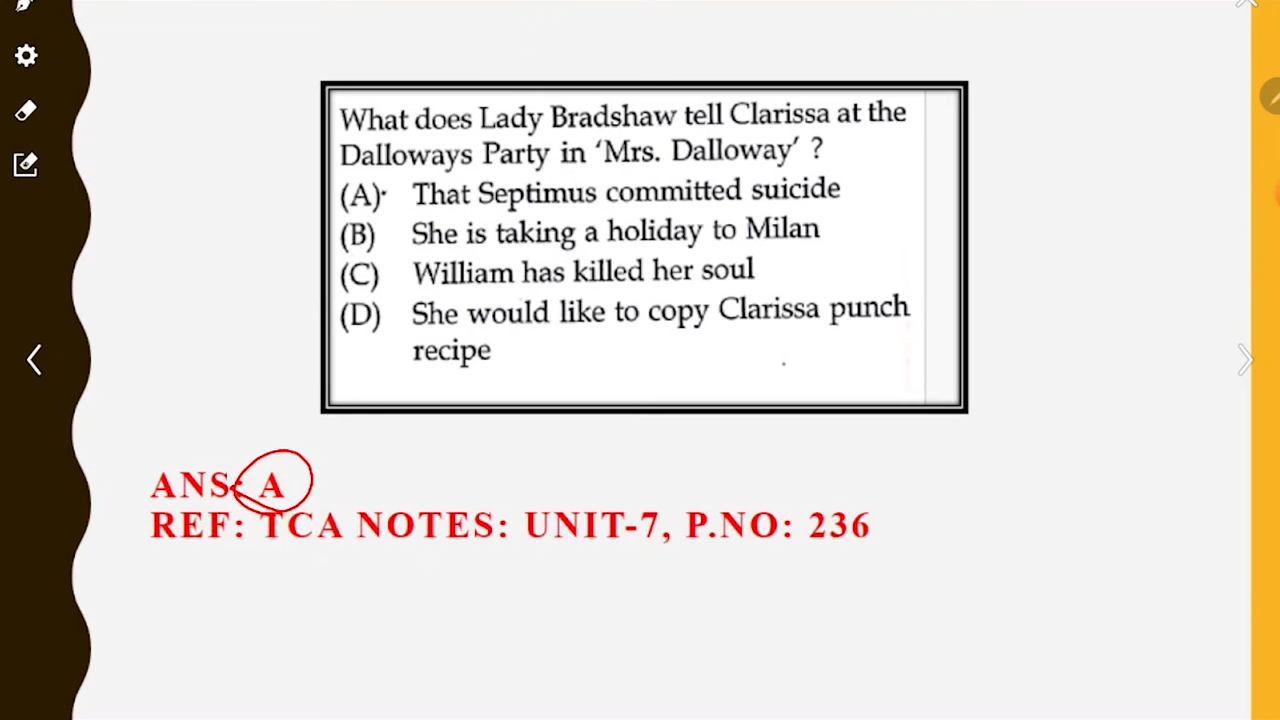 What does Lady Bradshaw tell Clarissa at the
Dalloways Party in ‘Mrs. Dalloway’ ?
(A) That Septimus committed suicide
(B) She is taking a holiday to Milan
(C) William has killed her soul
(D) She would like to copy Clarissa punch
recipe
ANS: A
REF: TCA NOTES: UNIT-7, P.NO: 236